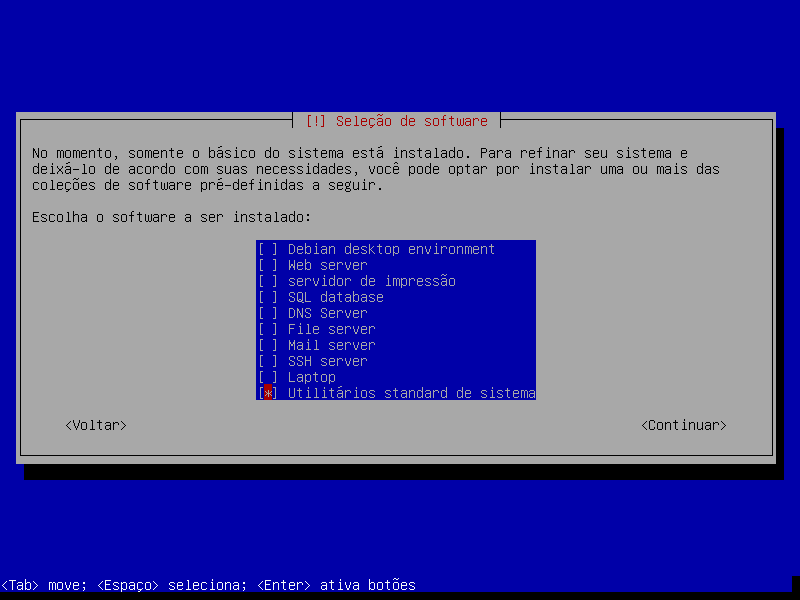 [!] Seleção de software
No momento, somente o básico do sistema está instalado. Para refinar seu sistema e
deixá-lo de acordo com suas necessidades, você pode optar por instalar uma ou mais das
coleções de software pré-definidas a seguir.
Escolha o software a ser instalado:
[ ] Debian desktop environment
[ ] Web server
[ ] servidor de impressão
[ ] SQL database
[ ] DNS Server
[ ] File server
[ ] Mail server
[ ] SSH server
[ ] Laptop
[*] Utilitários standard de sistema
<Voltar> <Continuar>
<Tab> move; <Espaço> seleciona; <Enter> ativa botões